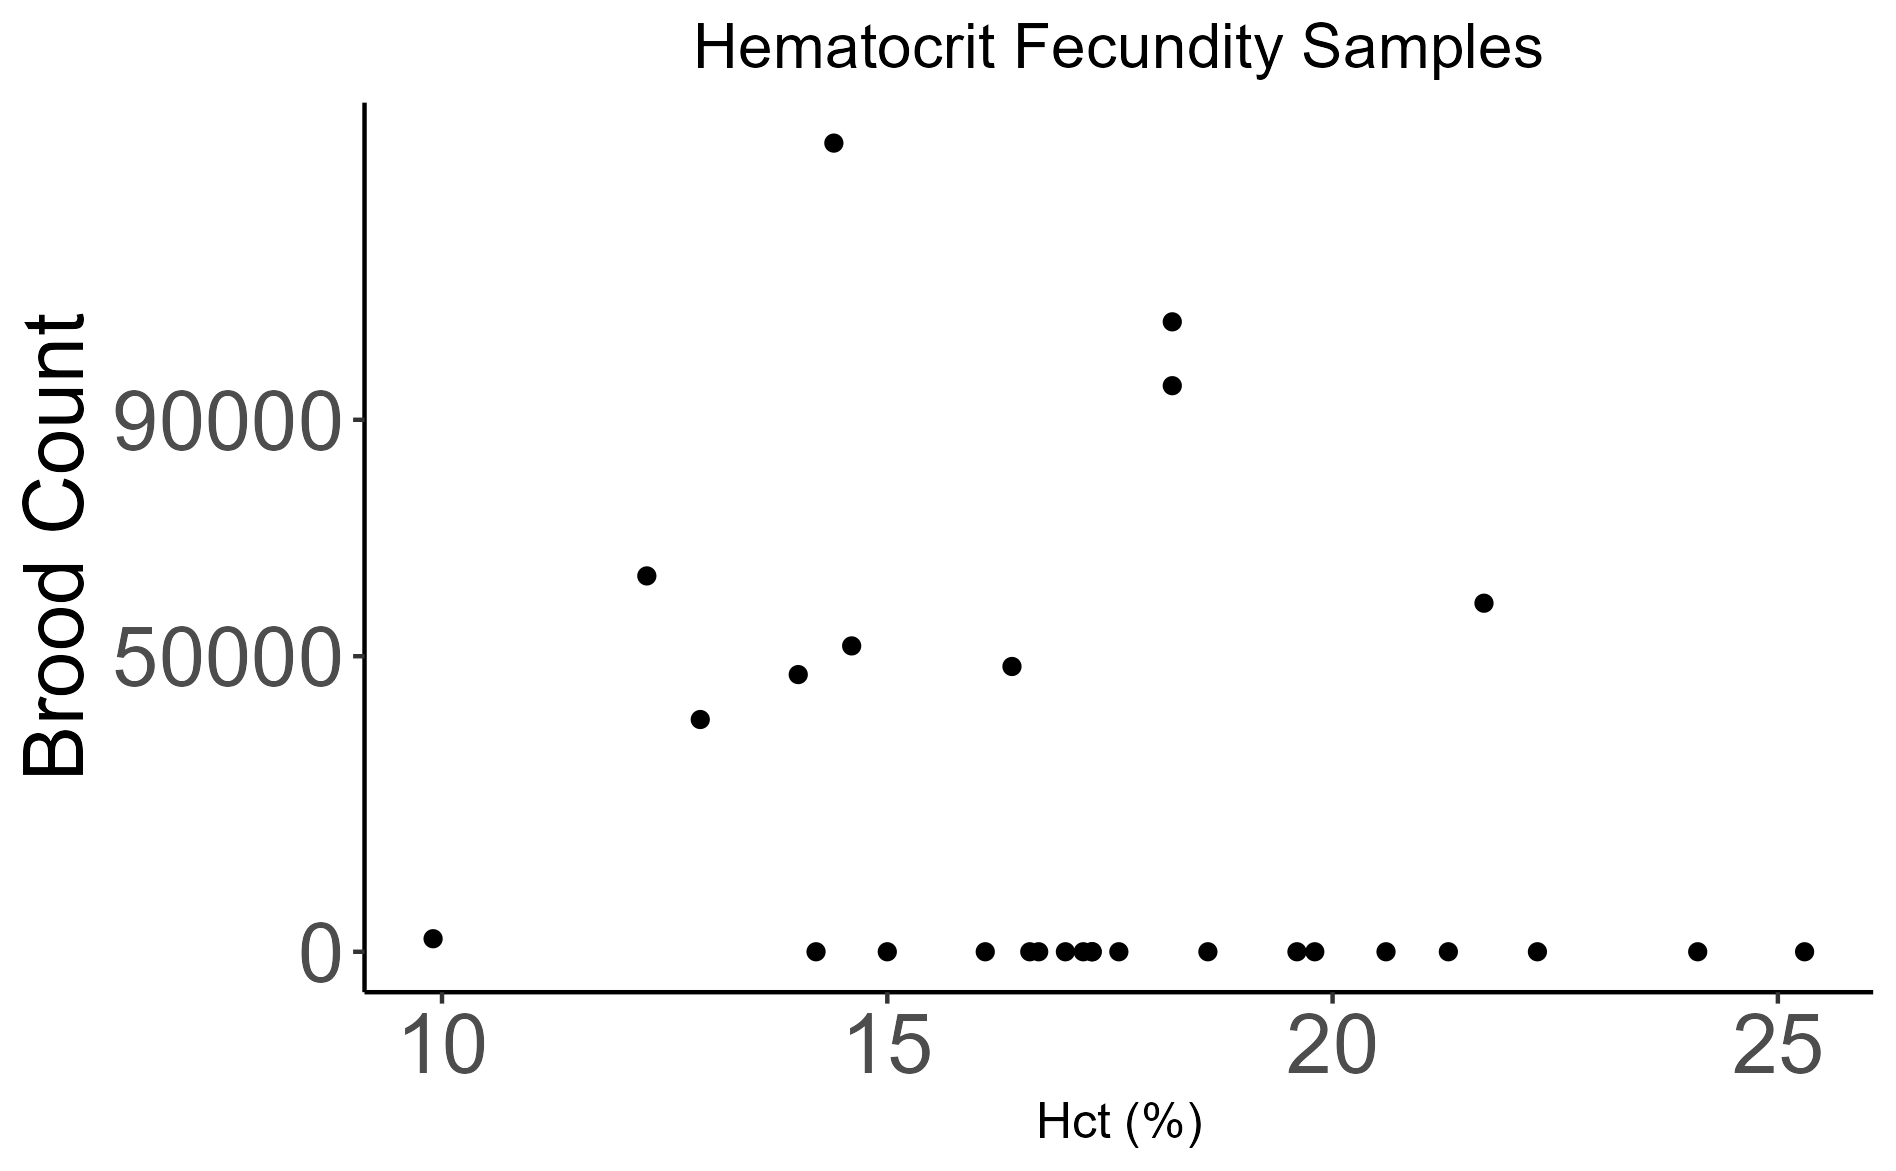 Hematocrit Fecundity Samples
Brood Count
90000
50000
0
10 15 20 25
Hct (%)